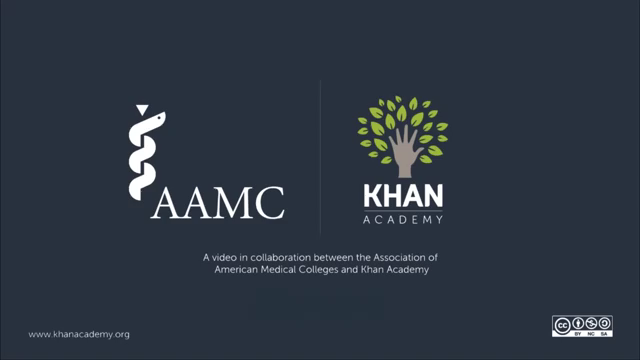 AAMC
KHAN
ACADEMY
A video in collaboration between the Association of
American Medical Colleges and Khan Academy
www.khanacademy.org
cc
BY NC SA